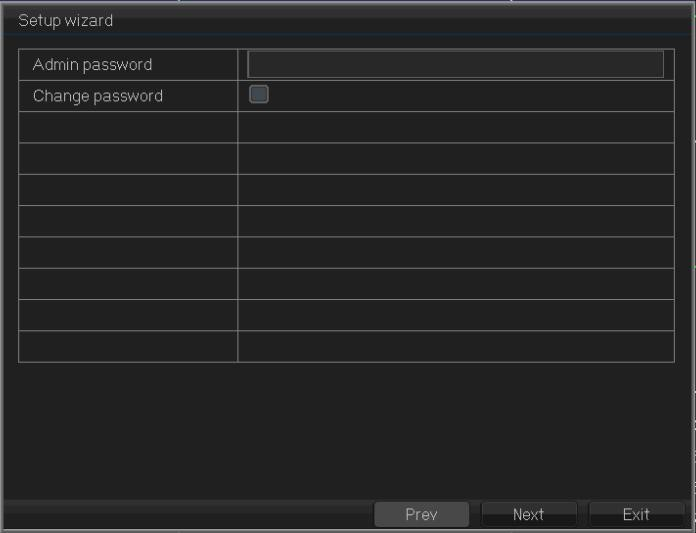 Setup wizard
Admin password
Change password
Prev Next Exit